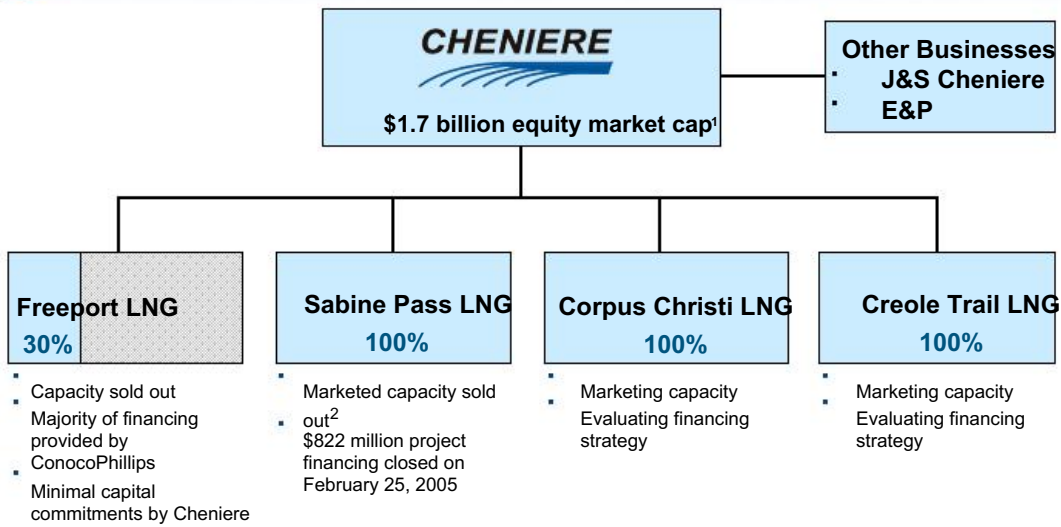 CHENIERE
$1.7 billion equity market cap¹
Other Businesses
▪ J&S Cheniere
▪ E&P
Freeport LNG
30%
Sabine Pass LNG
100%
Corpus Christi LNG
100%
Creole Trail LNG
100%
▪ Capacity sold out
▪ Majority of financing
provided by
ConocoPhillips
▪ Minimal capital
commitments by Cheniere
▪ Marketed capacity sold
out²
▪ $822 million project
financing closed on
February 25, 2005
▪ Marketing capacity
▪ Evaluating financing
strategy
▪ Marketing capacity
▪ Evaluating financing
strategy